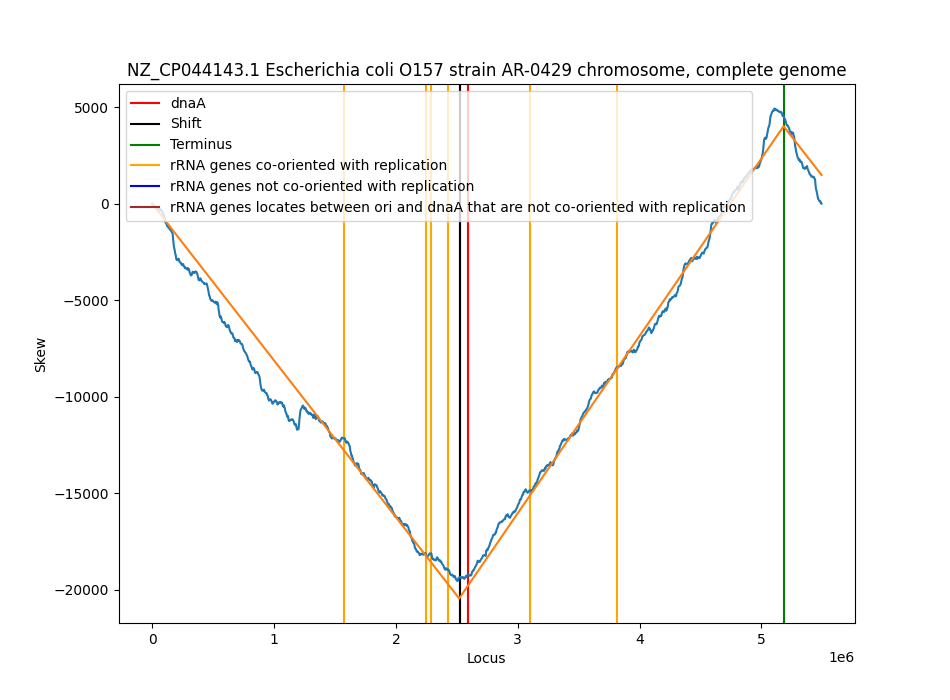 NZ_CP044143.1 Escherichia coli O157 strain AR-0429 chromosome, complete genome
dnaA
Shift
Terminus
rRNA genes co-oriented with replication
rRNA genes not co-oriented with replication
rRNA genes locates between ori and dnaA that are not co-oriented with replication
5000
0
−5000
−10000
−15000
−20000
Skew
0 1 2 3 4 5
1e6
Locus